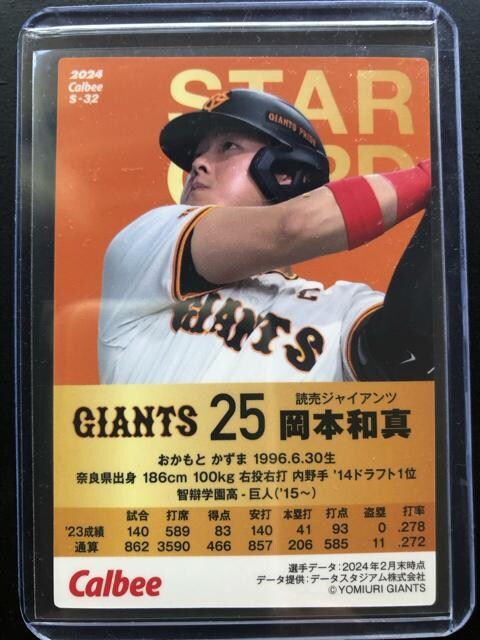 2024
Calbee
S-32
STAR
CARD
GIANTS PRIDE
GIANTS
GIANTS 25 読売ジャイアンツ
岡本和真
おかもと かずま 1996.6.30生
奈良県出身 186cm 100kg 右投右打 内野手 '14ドラフト1位
智辯学園高-巨人('15〜)
試合 打席 得点 安打 本塁打 打点 盗塁 打率
'23成績 140 589 83 140 41 93 0 .278
通算 862 3590 466 857 206 585 11 .272
選手データ:2024年2月末時点
データ提供:データスタジアム株式会社
©YOMIURI GIANTS
Calbee